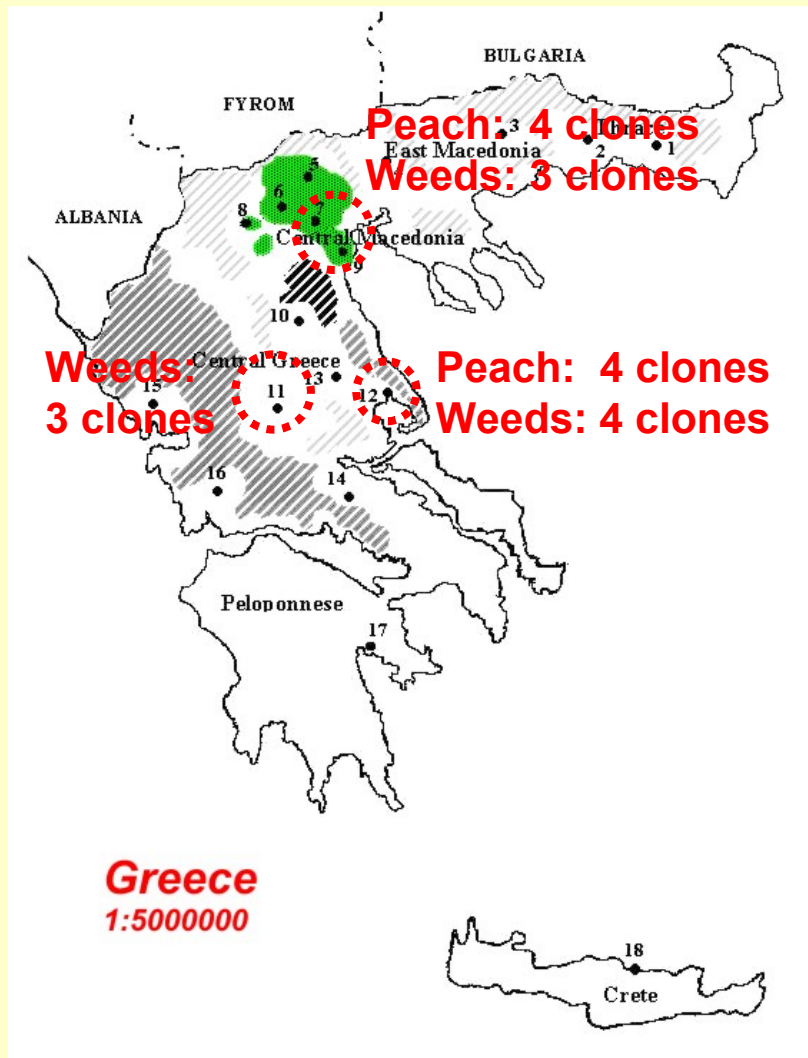 BULGARIA
FYROM
Peach: 4 clones
3
Thrace
2
1
East Macedonia
Weeds: 3 clones
5
6
7
8
ALBANIA
Central Macedonia
9
10
Central Greece
Weeds:
3 clones
Peach: 4 clones
Weeds: 4 clones
13
11
12
15
16
14
Peloponnese
17
Greece
1:5000000
18
Crete